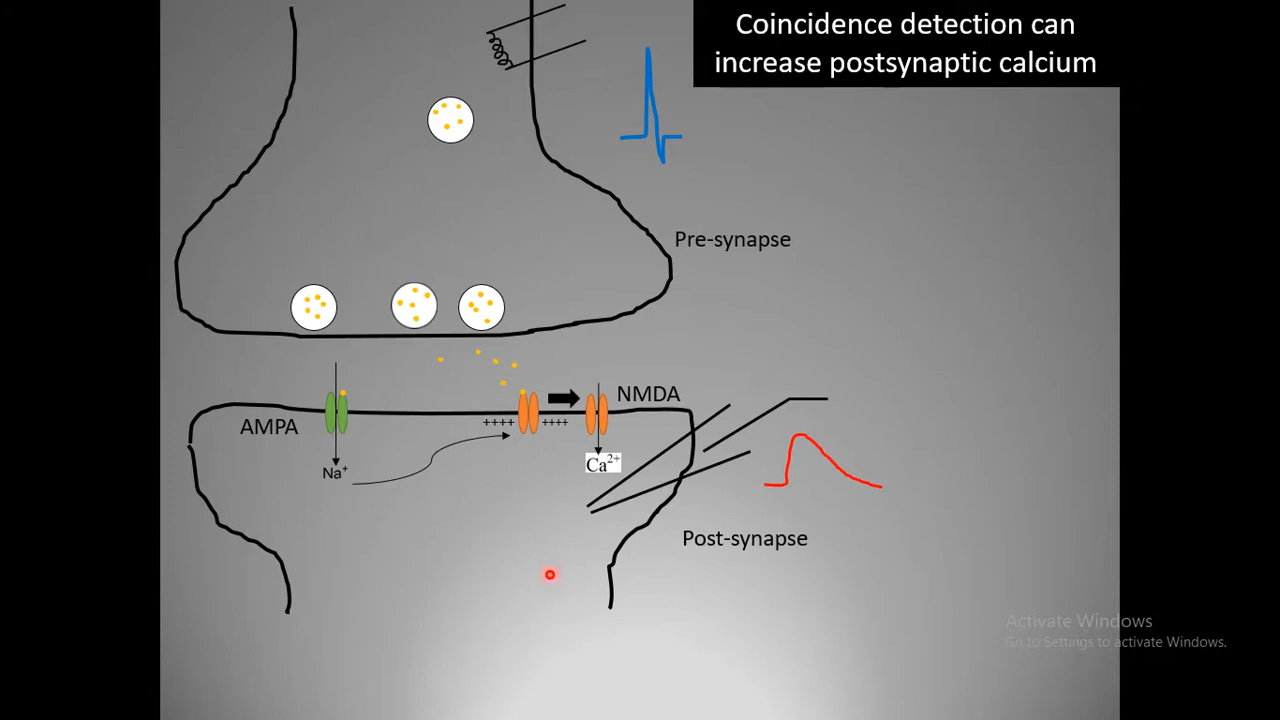 Coincidence detection can
increase postsynaptic calcium
Pre-synapse
NMDA
AMPA
++++ ++++
Na⁺
Ca²⁺
Post-synapse
Activate Windows
Go to Settings to activate Windows.